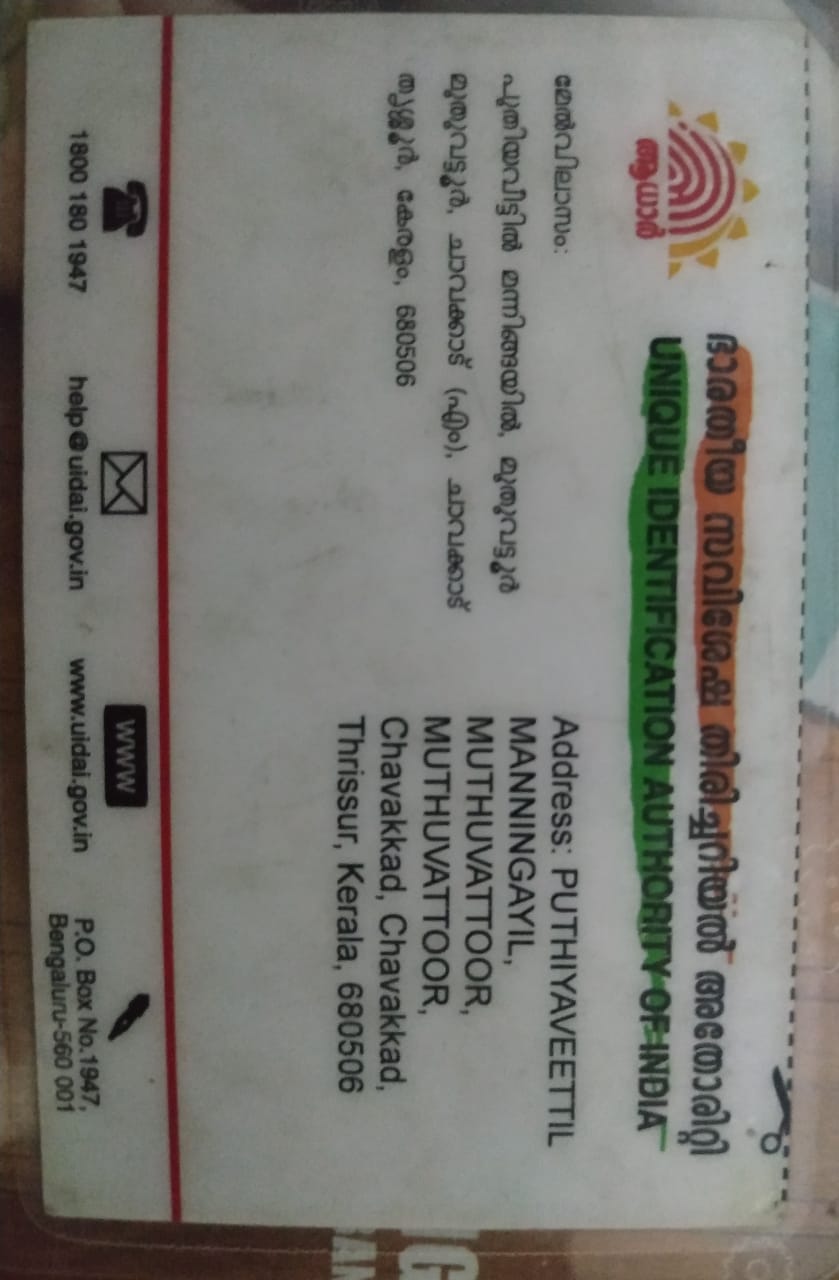 ഭാരതീയ സവിശേഷ തിരിച്ചറിയൽ അതോരിറ്റി
UNIQUE IDENTIFICATION AUTHORITY OF INDIA
ആധാർ
മേൽവിലാസം:
പുതിയവീട്ടിൽ മന്നിങ്ങയിൽ, മുതുവട്ടൂർ
മുതുവട്ടൂർ, ചാവക്കാട് (എം), ചാവക്കാട്
തൃശ്ശൂർ, കേരളം, 680506
Address: PUTHIYAVEETTIL
MANNINGAYIL,
MUTHUVATTOOR,
MUTHUVATTOOR,
Chavakkad, Chavakkad,
Thrissur, Kerala, 680506
1800 180 1947
help@uidai.gov.in
WWW
www.uidai.gov.in
P.O. Box No.1947,
Bengaluru-560 001